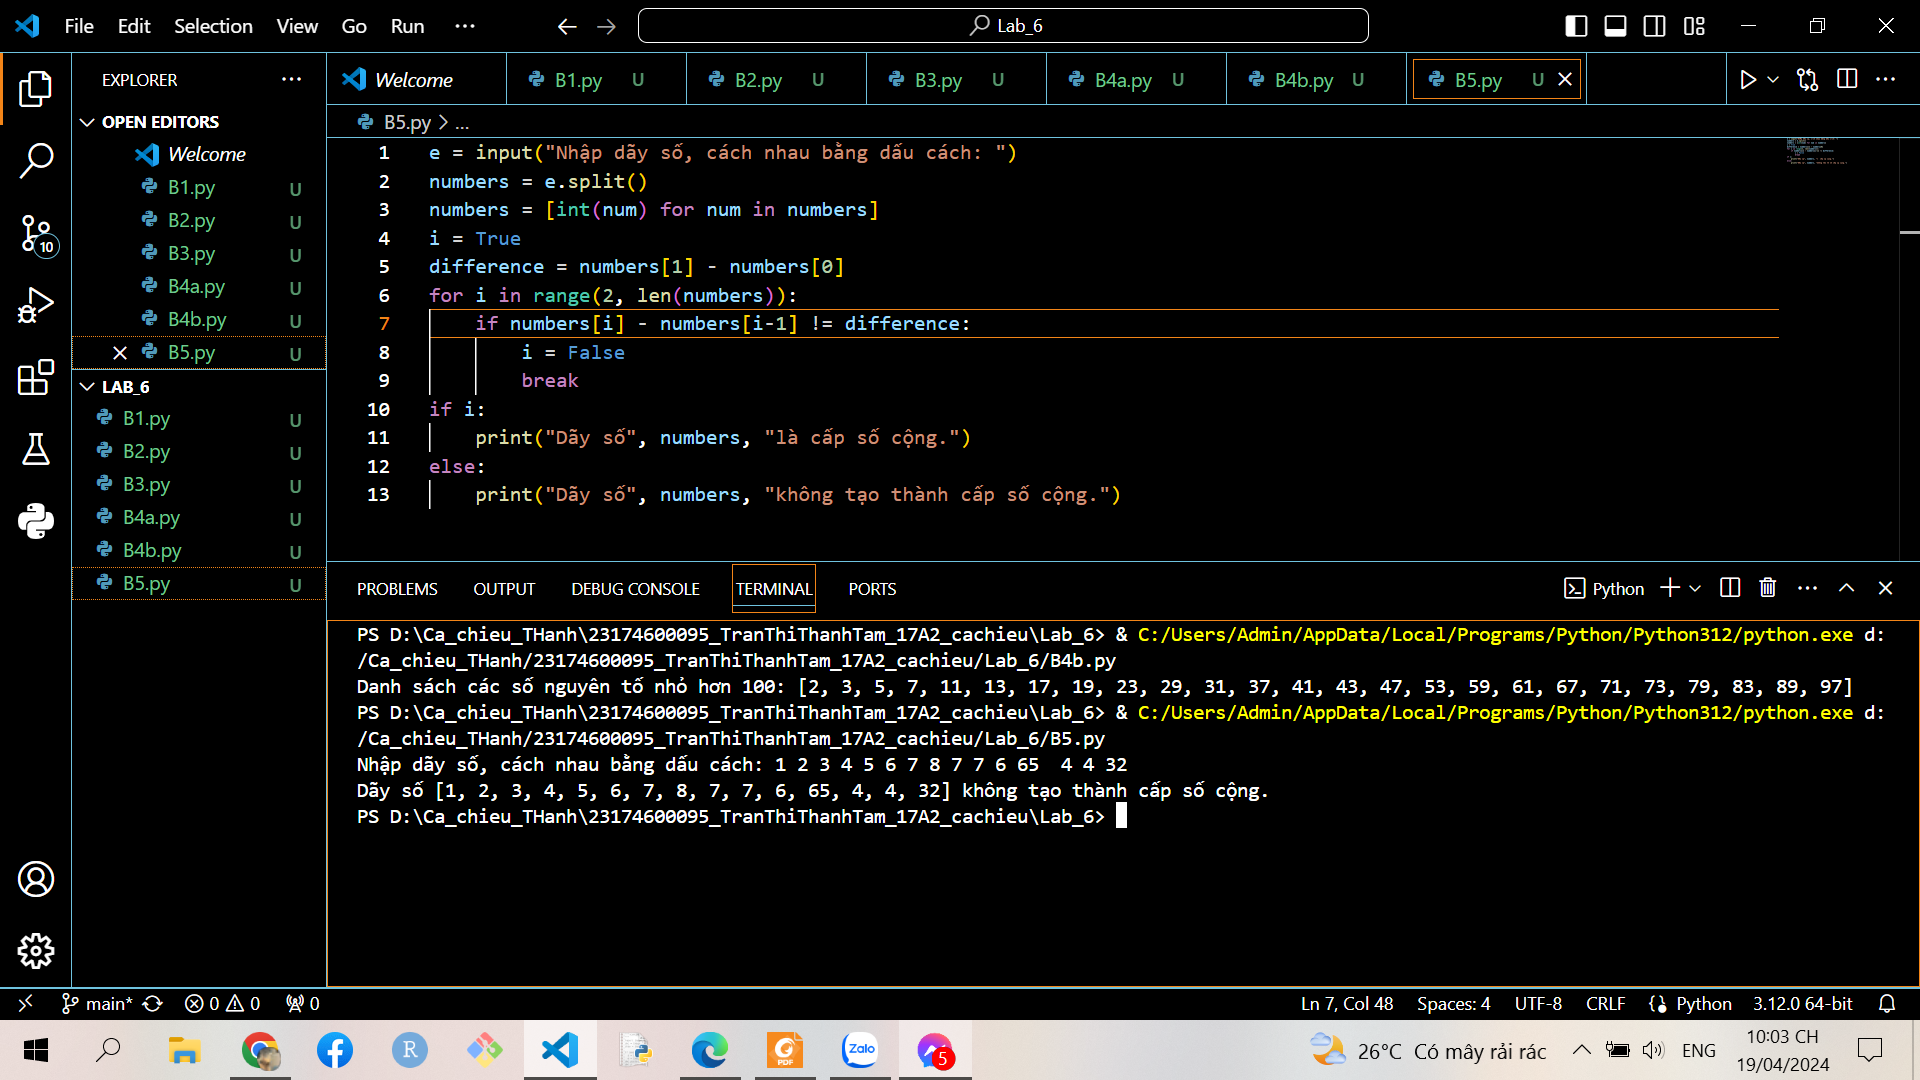 File Edit Selection View Go Run ··· Lab_6
EXPLORER ···
OPEN EDITORS
Welcome
B1.py U
B2.py U
B3.py U
B4a.py U
B4b.py U
B5.py U
LAB_6
B1.py U
B2.py U
B3.py U
B4a.py U
B4b.py U
B5.py U
10
Welcome B1.py U B2.py U B3.py U B4a.py U B4b.py U B5.py U
B5.py > ...
1 e = input("Nhập dãy số, cách nhau bằng dấu cách: ")
2 numbers = e.split()
3 numbers = [int(num) for num in numbers]
4 i = True
5 difference = numbers[1] - numbers[0]
6 for i in range(2, len(numbers)):
7 if numbers[i] - numbers[i-1] != difference:
8 i = False
9 break
10 if i:
11 print("Dãy số", numbers, "là cấp số cộng.")
12 else:
13 print("Dãy số", numbers, "không tạo thành cấp số cộng.")
PROBLEMS OUTPUT DEBUG CONSOLE TERMINAL PORTS Python
PS D:\Ca_chieu_THanh\23174600095_TranThiThanhTam_17A2_cachieu\Lab_6> & C:/Users/Admin/AppData/Local/Programs/Python/Python312/python.exe d:
/Ca_chieu_THanh/23174600095_TranThiThanhTam_17A2_cachieu/Lab_6/B4b.py
Danh sách các số nguyên tố nhỏ hơn 100: [2, 3, 5, 7, 11, 13, 17, 19, 23, 29, 31, 37, 41, 43, 47, 53, 59, 61, 67, 71, 73, 79, 83, 89, 97]
PS D:\Ca_chieu_THanh\23174600095_TranThiThanhTam_17A2_cachieu\Lab_6> & C:/Users/Admin/AppData/Local/Programs/Python/Python312/python.exe d:
/Ca_chieu_THanh/23174600095_TranThiThanhTam_17A2_cachieu/Lab_6/B5.py
Nhập dãy số, cách nhau bằng dấu cách: 1 2 3 4 5 6 7 8 7 7 6 65  4 4 32
Dãy số [1, 2, 3, 4, 5, 6, 7, 8, 7, 7, 6, 65, 4, 4, 32] không tạo thành cấp số cộng.
PS D:\Ca_chieu_THanh\23174600095_TranThiThanhTam_17A2_cachieu\Lab_6>
main* 0 0 0 Ln 7, Col 48 Spaces: 4 UTF-8 CRLF Python 3.12.0 64-bit
R PDF Zalo 5 26°C Có mây rải rác ENG 10:03 CH
19/04/2024